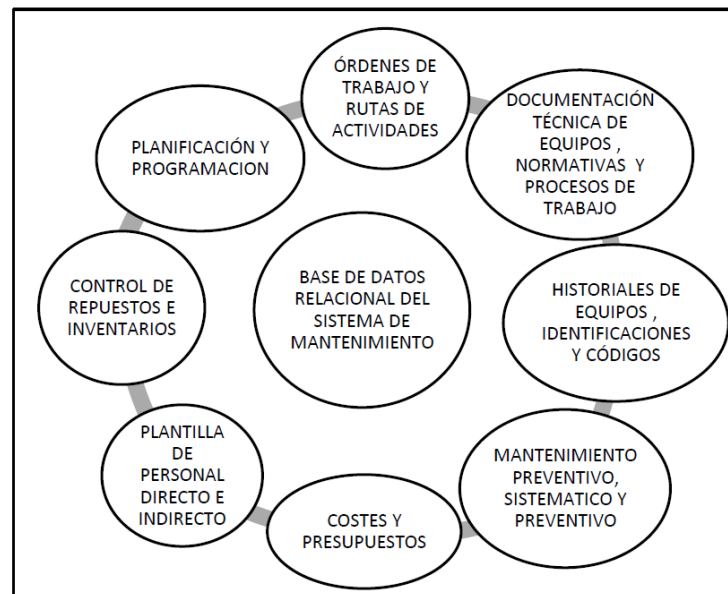 ÓRDENES DE
TRABAJO Y
RUTAS DE
ACTIVIDADES
DOCUMENTACIÓN
TÉCNICA DE
EQUIPOS ,
NORMATIVAS Y
PROCESOS DE
TRABAJO
PLANIFICACIÓN Y
PROGRAMACION
BASE DE DATOS
RELACIONAL DEL
SISTEMA DE
MANTENIMIENTO
CONTROL DE
REPUESTOS E
INVENTARIOS
HISTORIALES DE
EQUIPOS ,
IDENTIFICACIONES
Y CÓDIGOS
PLANTILLA
DE
PERSONAL
DIRECTO E
INDIRECTO
COSTES Y
PRESUPUESTOS
MANTENIMIENTO
PREVENTIVO,
SISTEMATICO Y
PREVENTIVO